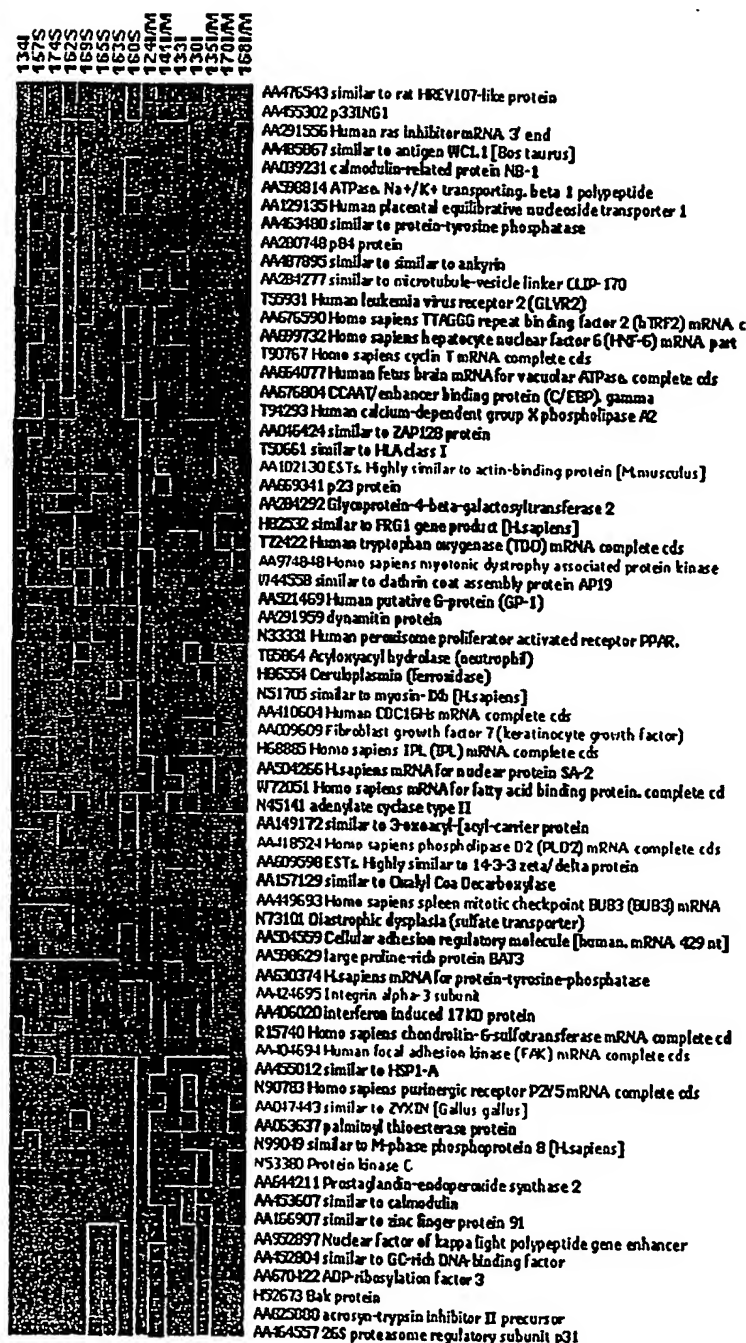 134I
157S
174S
162S
169S
165S
163S
160S
124I/M
141I/M
133I
130I
135I/M
170I/M
168I/M
AA476543 similar to rat HREV107-like protein
AA455302 p33ING1
AA291556 Human ras inhibitor mRNA 3' end
AA485867 similar to antigen WC1.1 [Bos taurus]
AA039231 calmodulin-related protein NB-1
AA598814 ATPase. Na+/K+ transporting. beta 1 polypeptide
AA129135 Human placental equilibrative nucleoside transporter 1
AA463480 similar to protein-tyrosine phosphatase
AA280748 p84 protein
AA487895 similar to similar to ankyrin
AA284277 similar to microtubule-vesicle linker CLIP-170
T55931 Human leukemia virus receptor 2 (GLVR2)
AA676590 Homo sapiens TTAGGG repeat binding factor 2 (hTRF2) mRNA c
AA699732 Homo sapiens hepatocyte nuclear factor 6 (HNF-6) mRNA part
T90767 Homo sapiens cyclin T mRNA complete cds
AA664077 Human fetus brain mRNA for vacuolar ATPase. complete cds
AA676804 CCAAT/enhancer binding protein (C/EBP). gamma
T94293 Human calcium-dependent group X phospholipase A2
AA046424 similar to ZAP128 protein
T50661 similar to HLA class I
AA102130 ESTs. Highly similar to actin-binding protein [M.musculus]
AA669341 p23 protein
AA284292 Glycoprotein-4-beta-galactosyltransferase 2
H82532 similar to FRG1 gene product [H.sapiens]
T72422 Human tryptophan oxygenase (TDO) mRNA complete cds
AA974848 Homo sapiens myotonic dystrophy associated protein kinase
W44558 similar to clathrin coat assembly protein AP19
AA521469 Human putative G-protein (GP-1)
AA291959 dynamitin protein
N33331 Human peroxisome proliferator activated receptor PPAR.
T85864 Acyloxyacyl hydrolase (neutrophil)
H86554 Ceruloplasmin (ferroxidase)
N51705 similar to myosin-IXb [H.sapiens]
AA410604 Human CDC16Hs mRNA complete cds
AA009609 Fibroblast growth factor 7 (keratinocyte growth factor)
H68885 Homo sapiens IPL (IPL) mRNA complete cds
AA504266 H.sapiens mRNA for nuclear protein SA-2
W72051 Homo sapiens mRNA for fatty acid binding protein. complete cd
N45141 adenylate cyclase type II
AA149172 similar to 3-oxoacyl-[acyl-carrier protein
AA418524 Homo sapiens phospholipase D2 (PLD2) mRNA complete cds
AA609598 ESTs. Highly similar to 14-3-3 zeta/delta protein
AA157129 similar to Oxalyl Coa Decarboxylase
AA449693 Homo sapiens spleen mitotic checkpoint BUB3 (BUB3) mRNA
N73101 Diastrophic dysplasia (sulfate transporter)
AA504559 Cellular adhesion regulatory molecule [human. mRNA 429 nt]
AA598629 large proline-rich protein BAT3
AA630374 H.sapiens mRNA for protein-tyrosine-phosphatase
AA424695 Integrin alpha-3 subunit
AA406020 interferon induced 17KD protein
R15740 Homo sapiens chondroitin-6-sulfotransferase mRNA complete cd
AA404694 Human focal adhesion kinase (FAK) mRNA complete cds
AA455012 similar to HSP1-A
N90783 Homo sapiens purinergic receptor P2Y5 mRNA complete cds
AA047443 similar to ZYXIN [Gallus gallus]
AA063637 palmitoyl thioesterase protein
N99049 similar to M-phase phosphoprotein 8 [H.sapiens]
N53380 Protein kinase C
AA644211 Prostaglandin-endoperoxide synthase 2
AA453607 similar to calmodulin
AA166907 similar to zinc finger protein 91
AA952897 Nuclear factor of kappa light polypeptide gene enhancer
AA452804 similar to GC-rich DNA-binding factor
AA670422 ADP-ribosylation factor 3
H52673 Bak protein
AA625080 acrosyn-trypsin inhibitor II precursor
AA464557 26S proteasome regulatory subunit p31